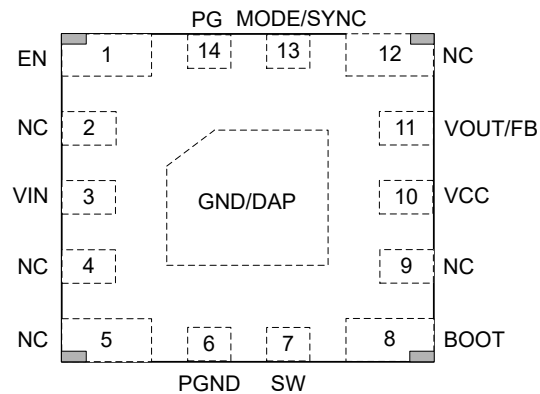 PG MODE/SYNC
EN 1 14 13 12 NC
NC 2 11 VOUT/FB
VIN 3 GND/DAP 10 VCC
NC 4 9 NC
NC 5 6 7 8 BOOT
PGND SW